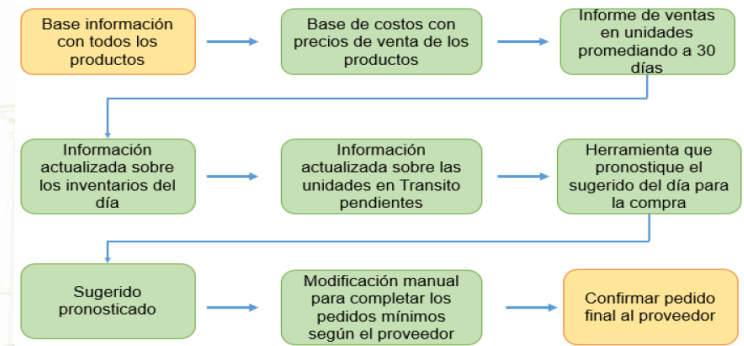 Base información
con todos los
productos
Base de costos con
precios de venta de los
productos
Informe de ventas
en unidades
promediando a 30
días
Información
actualizada sobre
los inventarios del
día
Información
actualizada sobre las
unidades en Transito
pendientes
Herramienta que
pronostique el
sugerido del día para
la compra
Sugerido
pronosticado
Modificación manual
para completar los
pedidos mínimos
según el proveedor
Confirmar pedido
final al proveedor